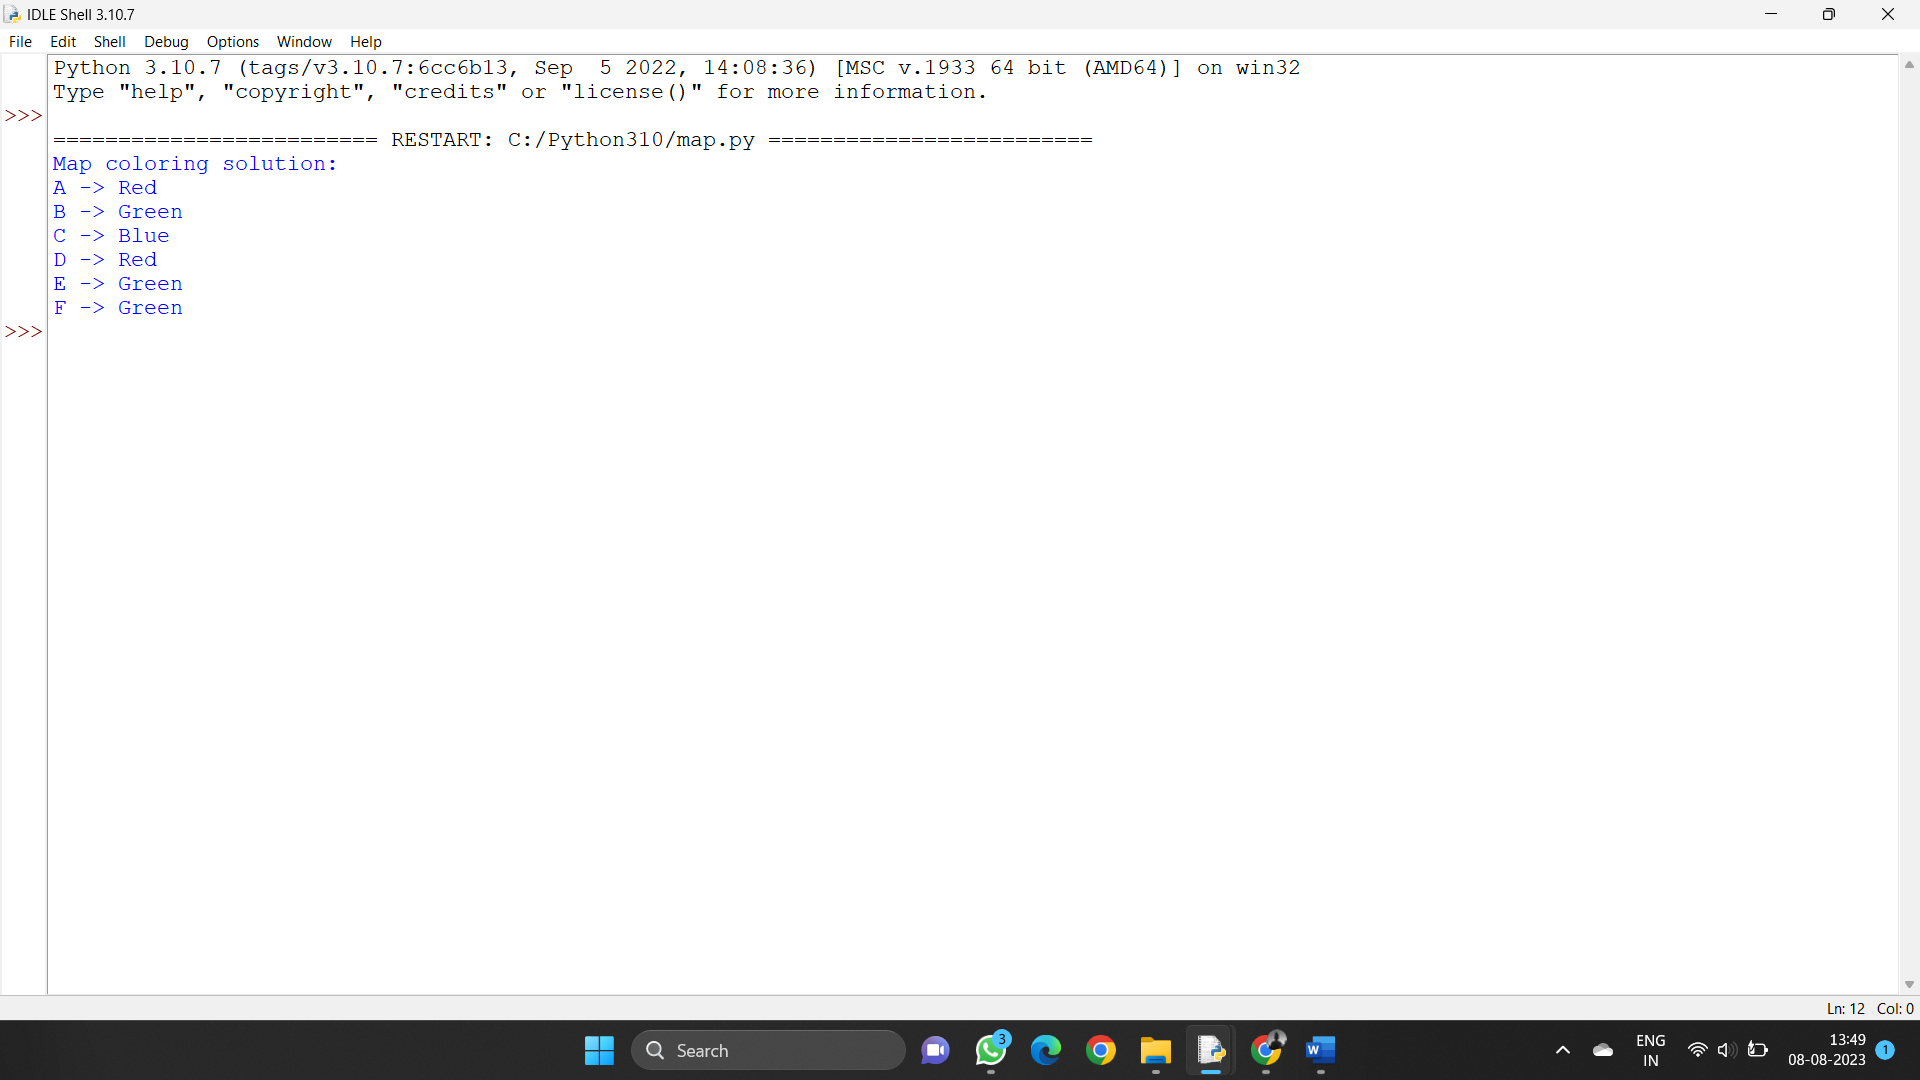 IDLE Shell 3.10.7
File Edit Shell Debug Options Window Help
Python 3.10.7 (tags/v3.10.7:6cc6b13, Sep  5 2022, 14:08:36) [MSC v.1933 64 bit (AMD64)] on win32
Type "help", "copyright", "credits" or "license()" for more information.
>>>
========================= RESTART: C:/Python310/map.py =========================
Map coloring solution:
A -> Red
B -> Green
C -> Blue
D -> Red
E -> Green
F -> Green
>>>
Ln: 12 Col: 0
Search
3
W
ENG
IN
13:49
08-08-2023
1